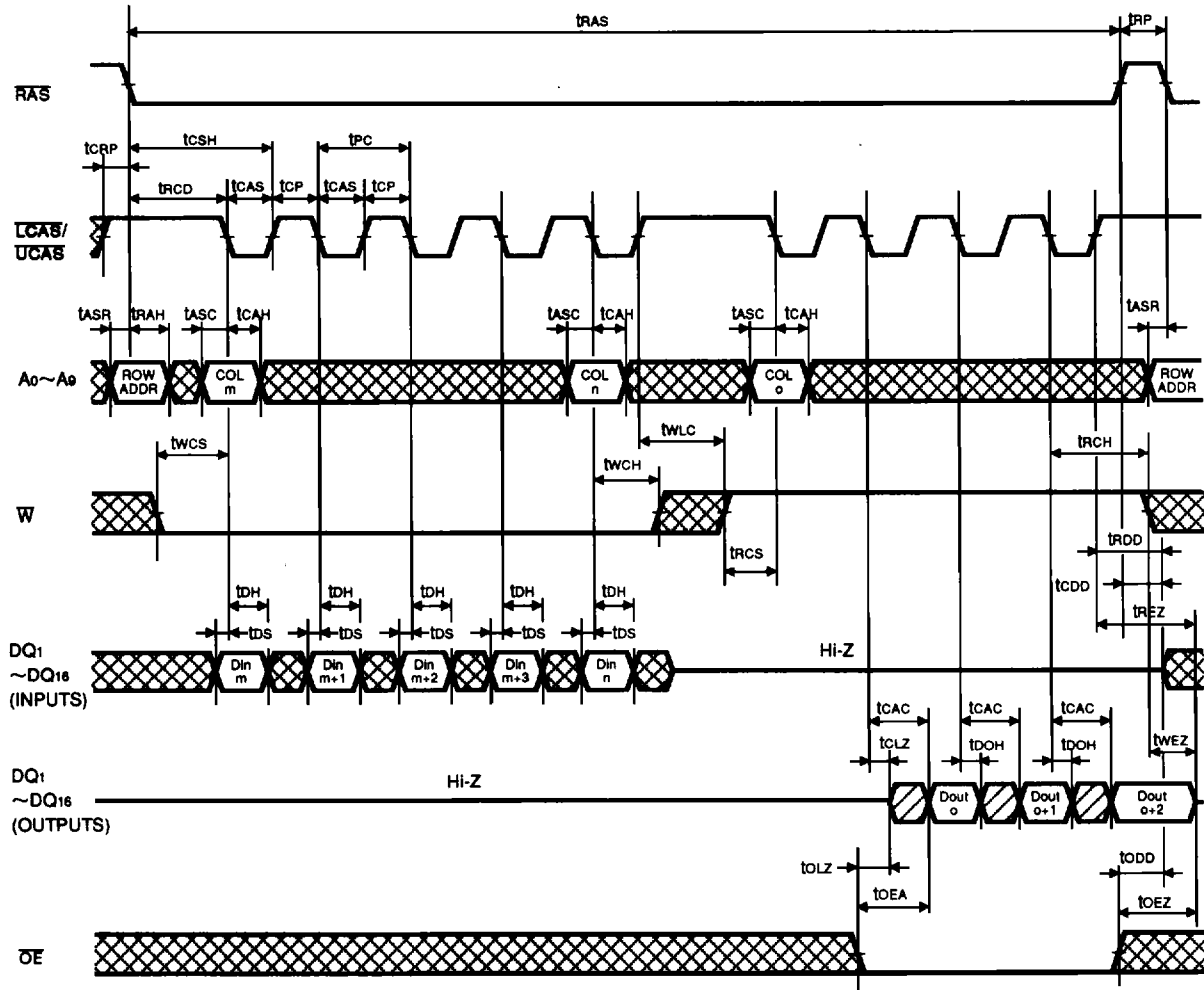 tRAS tRP
RAS
tCRP tCSH tPC
tRCD tCAS tCP tCAS tCP
LCAS/
UCAS
tASR tRAH tASC tCAH tASC tCAH tASC tCAH tASR
A0~A9 ROW ADDR COL m COL n COL o ROW ADDR
tWCS tWCH tWLC tRCH
W
tRCS tRDD
tCDD
tDH tDH tDH tDH tDH tREZ
tDS tDS tDS tDS tDS
DQ1
~DQ16
(INPUTS)
Din m Din m+1 Din m+2 Din m+3 Din n Hi-Z
tCAC tCAC tCAC
tCLZ tDOH tDOH tWEZ
DQ1
~DQ16
(OUTPUTS)
Hi-Z Dout o Dout o+1 Dout o+2
tOLZ tODD
tOEA tOEZ
OE